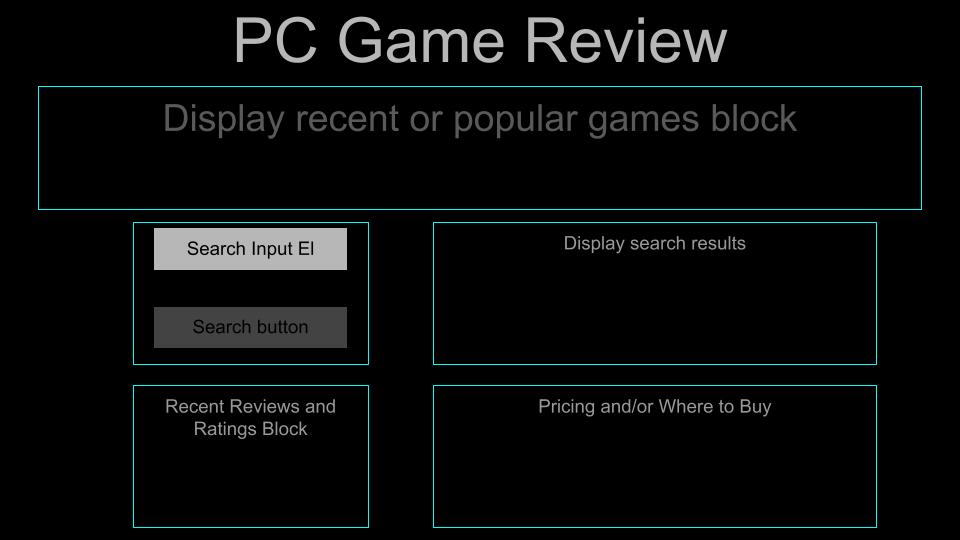 PC Game Review
Display recent or popular games block
Search Input El
Display search results
Search button
Recent Reviews and
Ratings Block
Pricing and/or Where to Buy